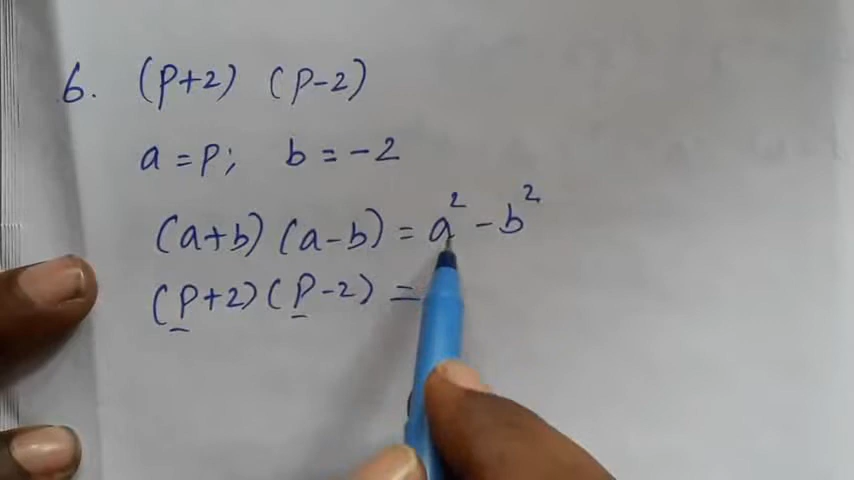 6. (p+2) (p-2)
a = p; b = -2
(a+b) (a-b) = a² - b²
(p+2) (p-2) =